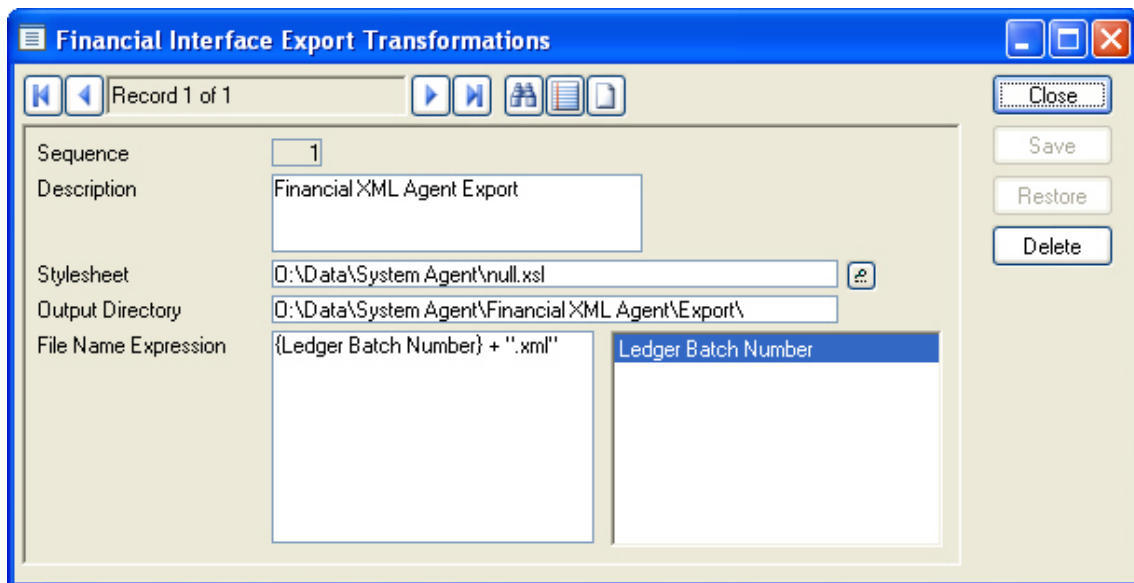 Financial Interface Export Transformations
Record 1 of 1
Close
Sequence 1
Save
Description Financial XML Agent Export
Restore
Delete
Stylesheet O:\Data\System Agent\null.xsl
Output Directory O:\Data\System Agent\Financial XML Agent\Export\
File Name Expression {Ledger Batch Number} + ".xml" Ledger Batch Number